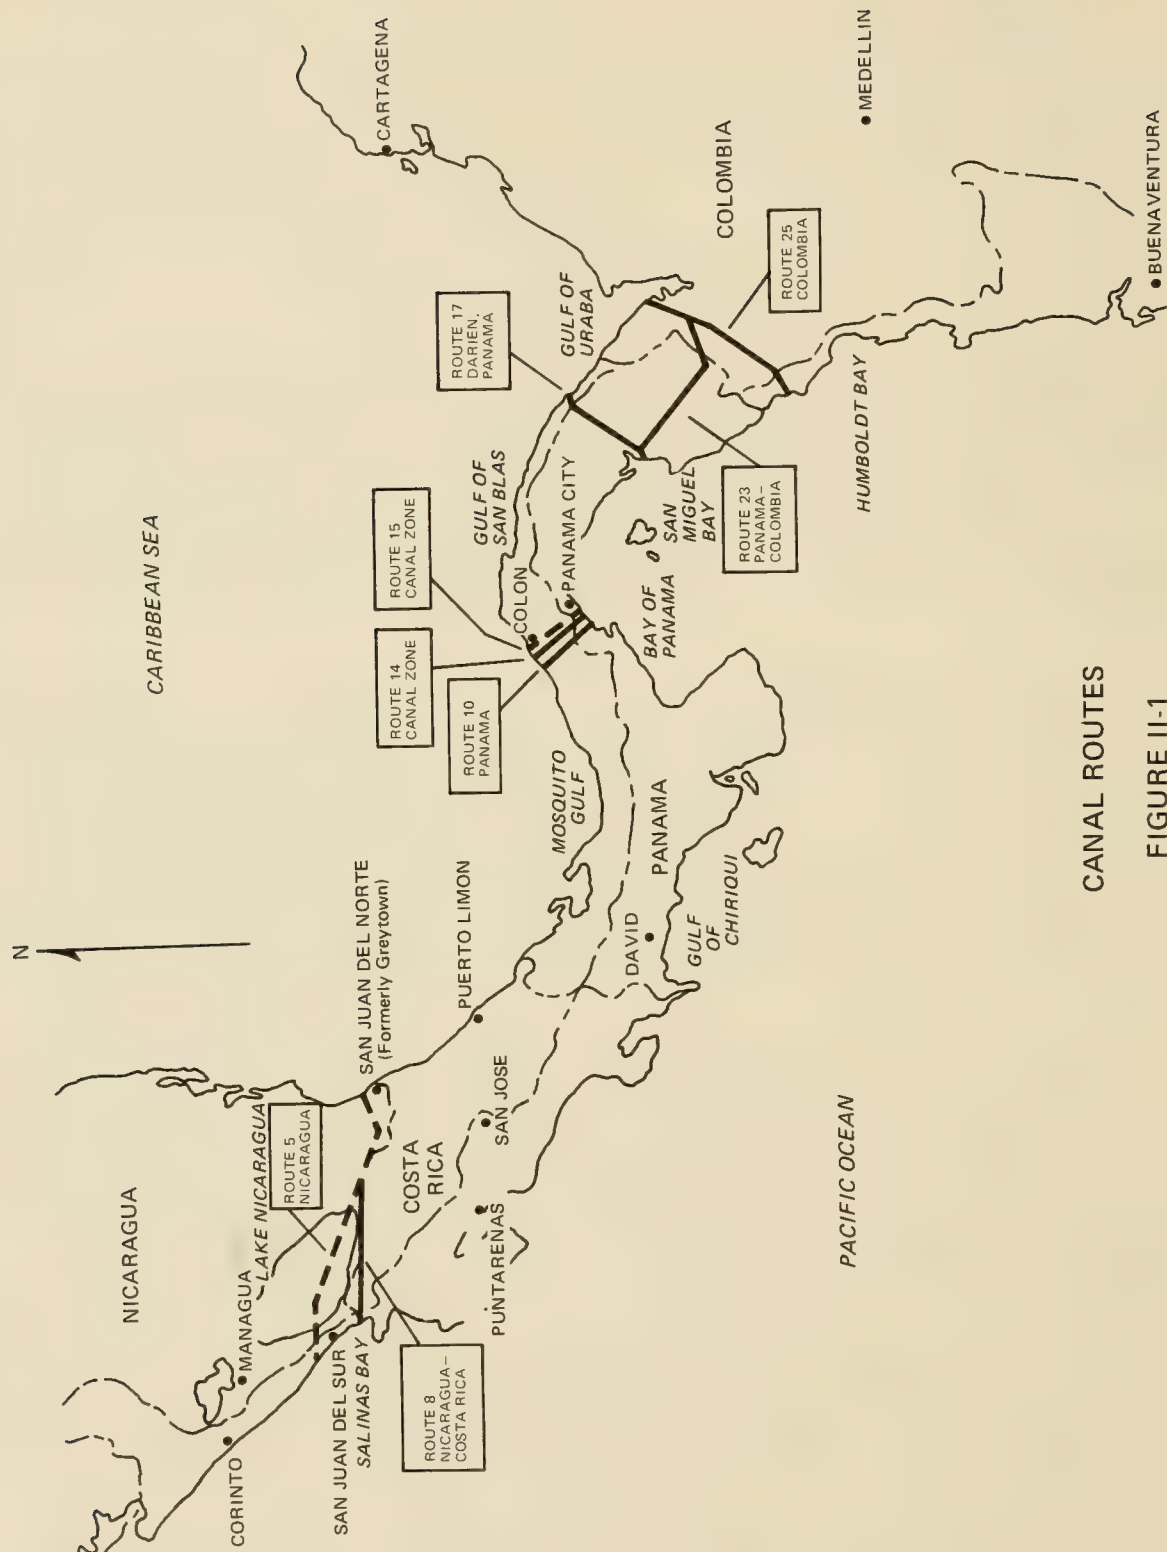 N
CARIBBEAN SEA
NICARAGUA
LAKE NICARAGUA
MANAGUA
CORINTO
ROUTE 5
NICARAGUA
SAN JUAN DEL NORTE
(Formerly Greytown)
SAN JUAN DEL SUR
SALINAS BAY
ROUTE 8
NICARAGUA–
COSTA RICA
COSTA
RICA
PUNTARENAS
SAN JOSE
PUERTO LIMON
MOSQUITO
GULF
DAVID
PANAMA
GULF
OF
CHIRIQUI
ROUTE 10
PANAMA
ROUTE 14
CANAL ZONE
ROUTE 15
CANAL ZONE
COLON
PANAMA CITY
BAY OF
PANAMA
GULF OF
SAN BLAS
SAN
MIGUEL
BAY
ROUTE 17
DARIEN,
PANAMA
GULF OF
URABA
ROUTE 23
PANAMA–
COLOMBIA
ROUTE 25
COLOMBIA
HUMBOLDT BAY
CARTAGENA
COLOMBIA
MEDELLIN
BUENAVENTURA
PACIFIC OCEAN
CANAL ROUTES
FIGURE II-1